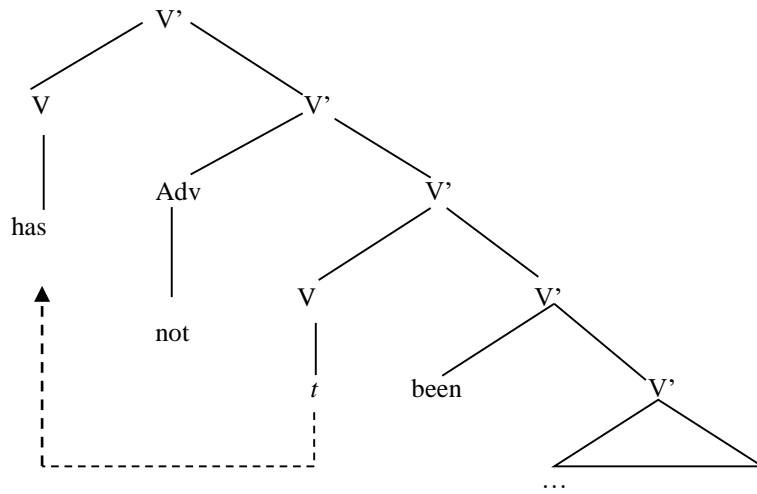 V’
V V’
Adv V’
has
V V’
not
t been V’
…